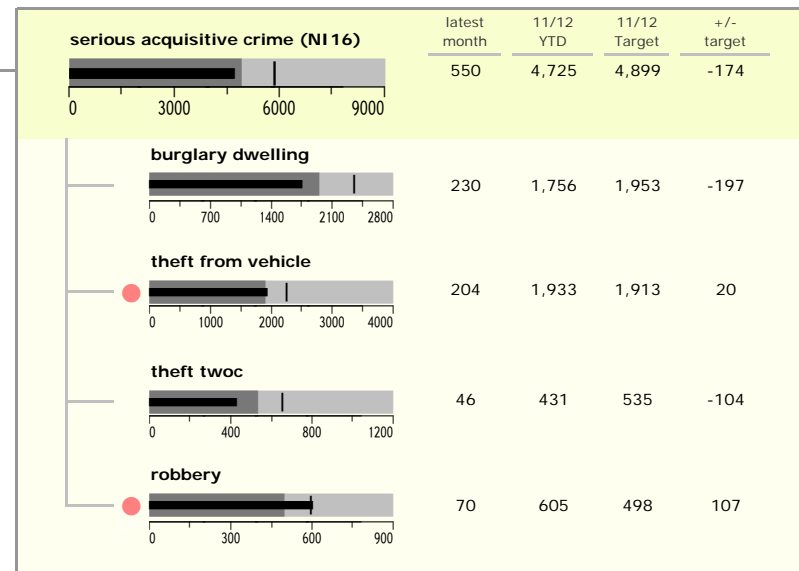 latest 11/12 11/12 +/-
month YTD Target target
serious acquisitive crime (NI16)
550 4,725 4,899 -174
0 3000 6000 9000
burglary dwelling
230 1,756 1,953 -197
0 700 1400 2100 2800
theft from vehicle
204 1,933 1,913 20
0 1000 2000 3000 4000
theft twoc
46 431 535 -104
0 400 800 1200
robbery
70 605 498 107
0 300 600 900